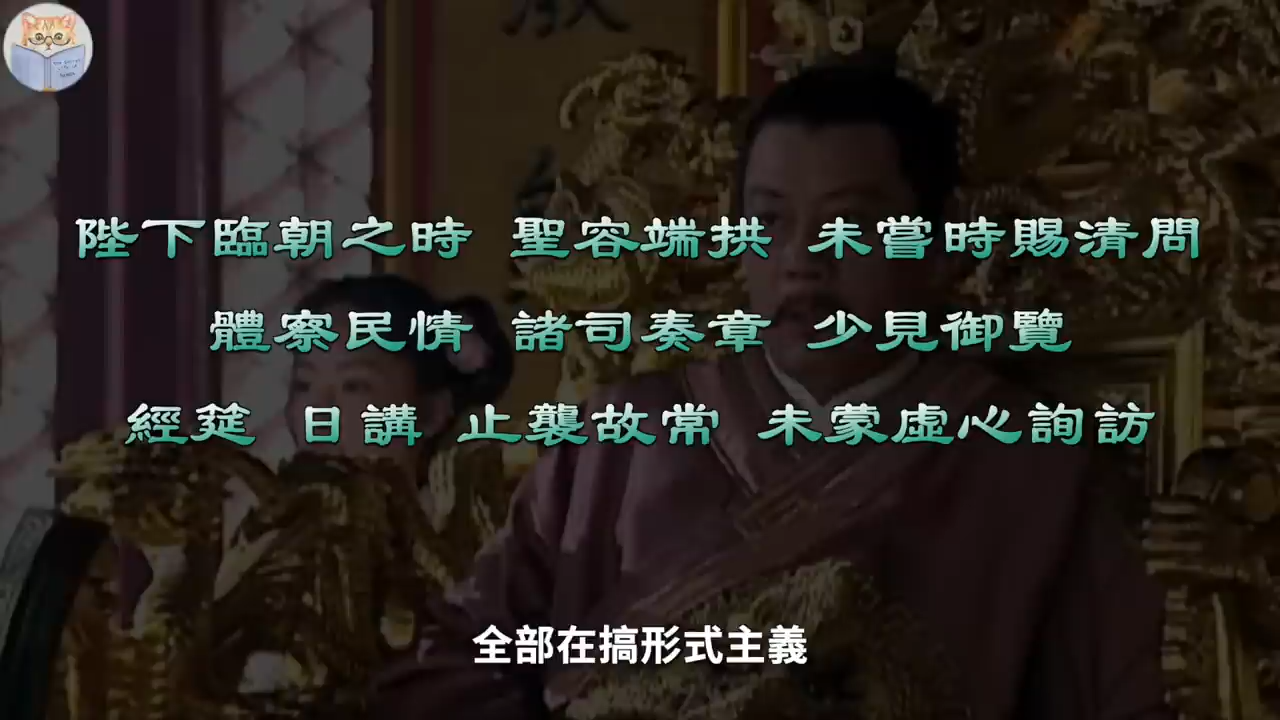 陛下臨朝之時 聖容端拱 未嘗時賜清問
體察民情 諸司奏章 少見御覽
經筵 日講 止襲故常 未蒙虛心詢訪
全部在搞形式主義